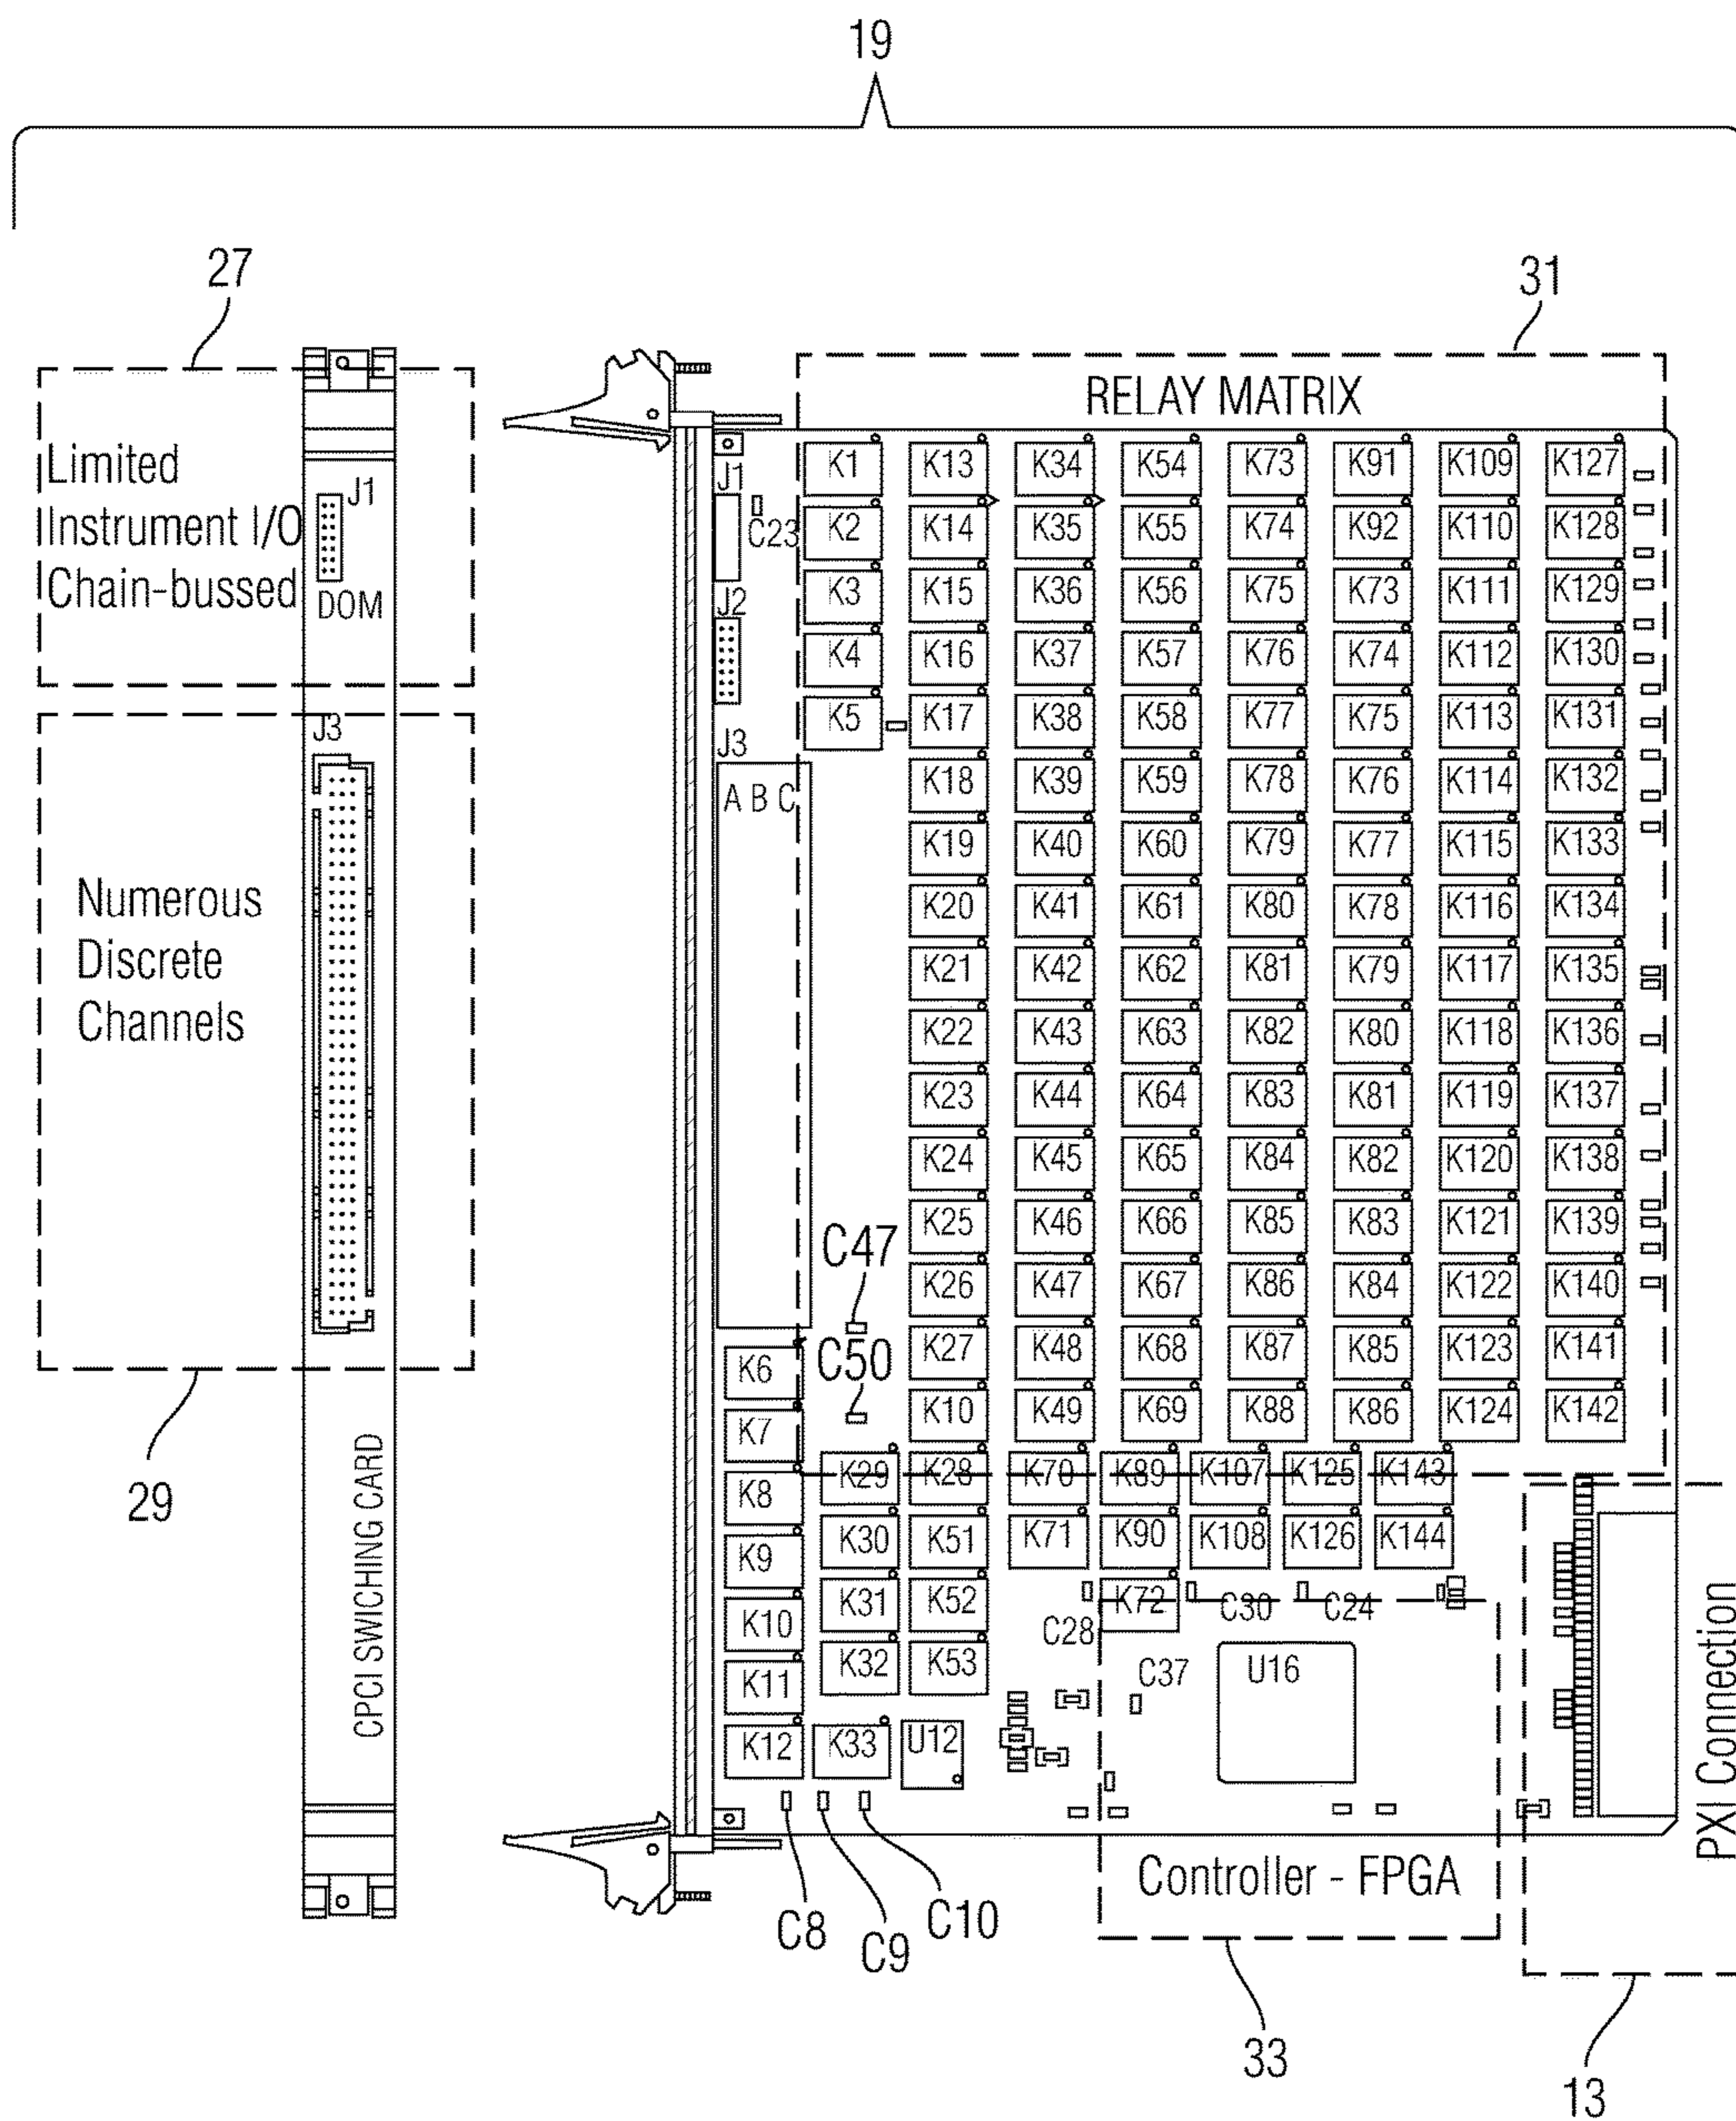 19
27
31
Limited
Instrument I/O
Chain-bussed
J1
DOM
J3
Numerous
Discrete
Channels
29
CPCI SWICHING CARD
RELAY MATRIX
J1
C23
J2
J3
A B C
K1 K13 K34 K54 K73 K91 K109 K127
K2 K14 K35 K55 K74 K92 K110 K128
K3 K15 K36 K56 K75 K73 K111 K129
K4 K16 K37 K57 K76 K74 K112 K130
K5 K17 K38 K58 K77 K75 K113 K131
K18 K39 K59 K78 K76 K114 K132
K19 K40 K60 K79 K77 K115 K133
K20 K41 K61 K80 K78 K116 K134
K21 K42 K62 K81 K79 K117 K135
K22 K43 K63 K82 K80 K118 K136
K23 K44 K64 K83 K81 K119 K137
K24 K45 K65 K84 K82 K120 K138
K25 K46 K66 K85 K83 K121 K139
C47
K26 K47 K67 K86 K84 K122 K140
K6 C50 K27 K48 K68 K87 K85 K123 K141
K7 K10 K49 K69 K88 K86 K124 K142
K8 K29 K28 K70 K89 K107 K125 K143
K9 K30 K51 K71 K90 K108 K126 K144
K10 K31 K52 C28 K72 C30 C24
K11 K32 K53 C37 U16
K12 K33 U12
PXI Connection
C8 C9 C10
Controller - FPGA
33
13